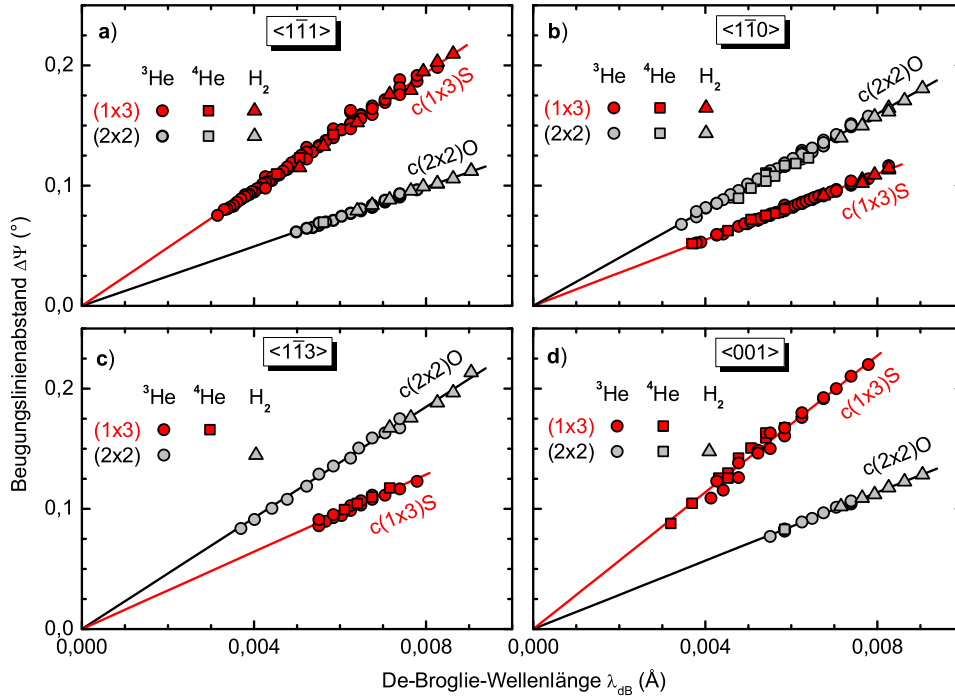 a) <11̅1> b) <11̅0>
0,2
³He ⁴He H₂ c(1x3)S ³He ⁴He H₂ c(2x2)O
(1x3) (1x3)
(2x2) (2x2)
0,1 c(2x2)O c(1x3)S
0,0
c) <11̅3> d) <001>
0,2
³He ⁴He H₂ c(2x2)O ³He ⁴He H₂ c(1x3)S
(1x3) (1x3)
(2x2) (2x2)
0,1 c(1x3)S c(2x2)O
0,0
0,000 0,004 0,008 0,000 0,004 0,008
De-Broglie-Wellenlänge λdB (Å)
Beugungslinienabstand ΔΨ (°)